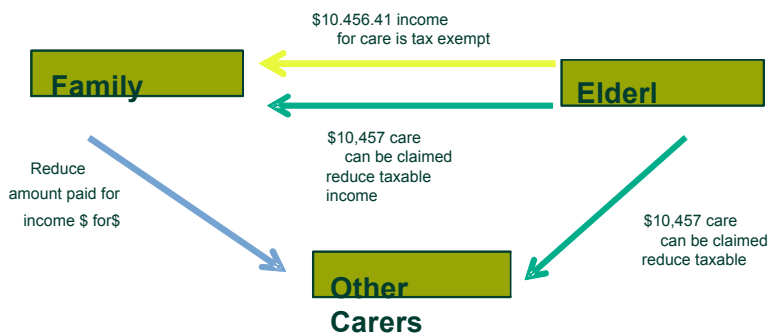 $10.456.41 income
for care is tax exempt
Family
Elderl
$10,457 care
can be claimed
reduce taxable
income
Reduce
amount paid for
income $ for$
$10,457 care
can be claimed
reduce taxable
Other
Carers